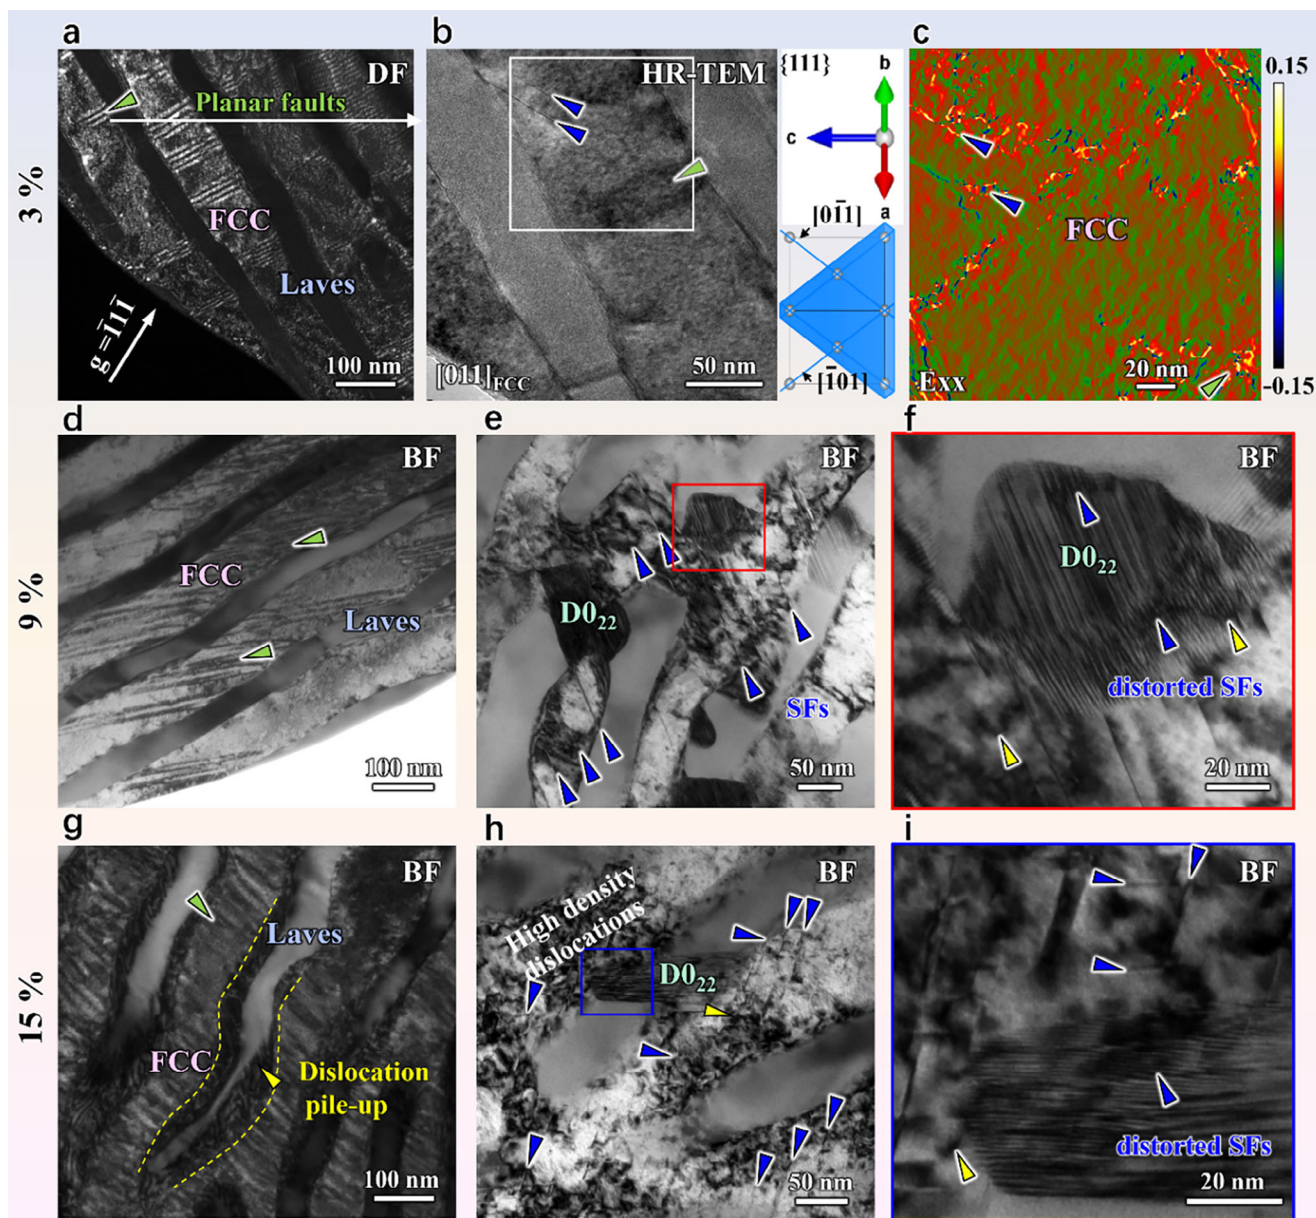 3 %
a
DF
Planar faults
FCC
Laves
g = 1̄11̄
100 nm
b
HR-TEM
[011]FCC
50 nm
{111}
b
c
a
[01̄1]
[1̄01]
c
0.15
FCC
Exx
20 nm
-0.15
9 %
d
BF
FCC
Laves
100 nm
e
BF
D0₂₂
SFs
50 nm
f
BF
D0₂₂
distorted SFs
20 nm
15 %
g
BF
Laves
FCC
Dislocation
pile-up
100 nm
h
BF
High density
dislocations
D0₂₂
50 nm
i
BF
distorted SFs
20 nm